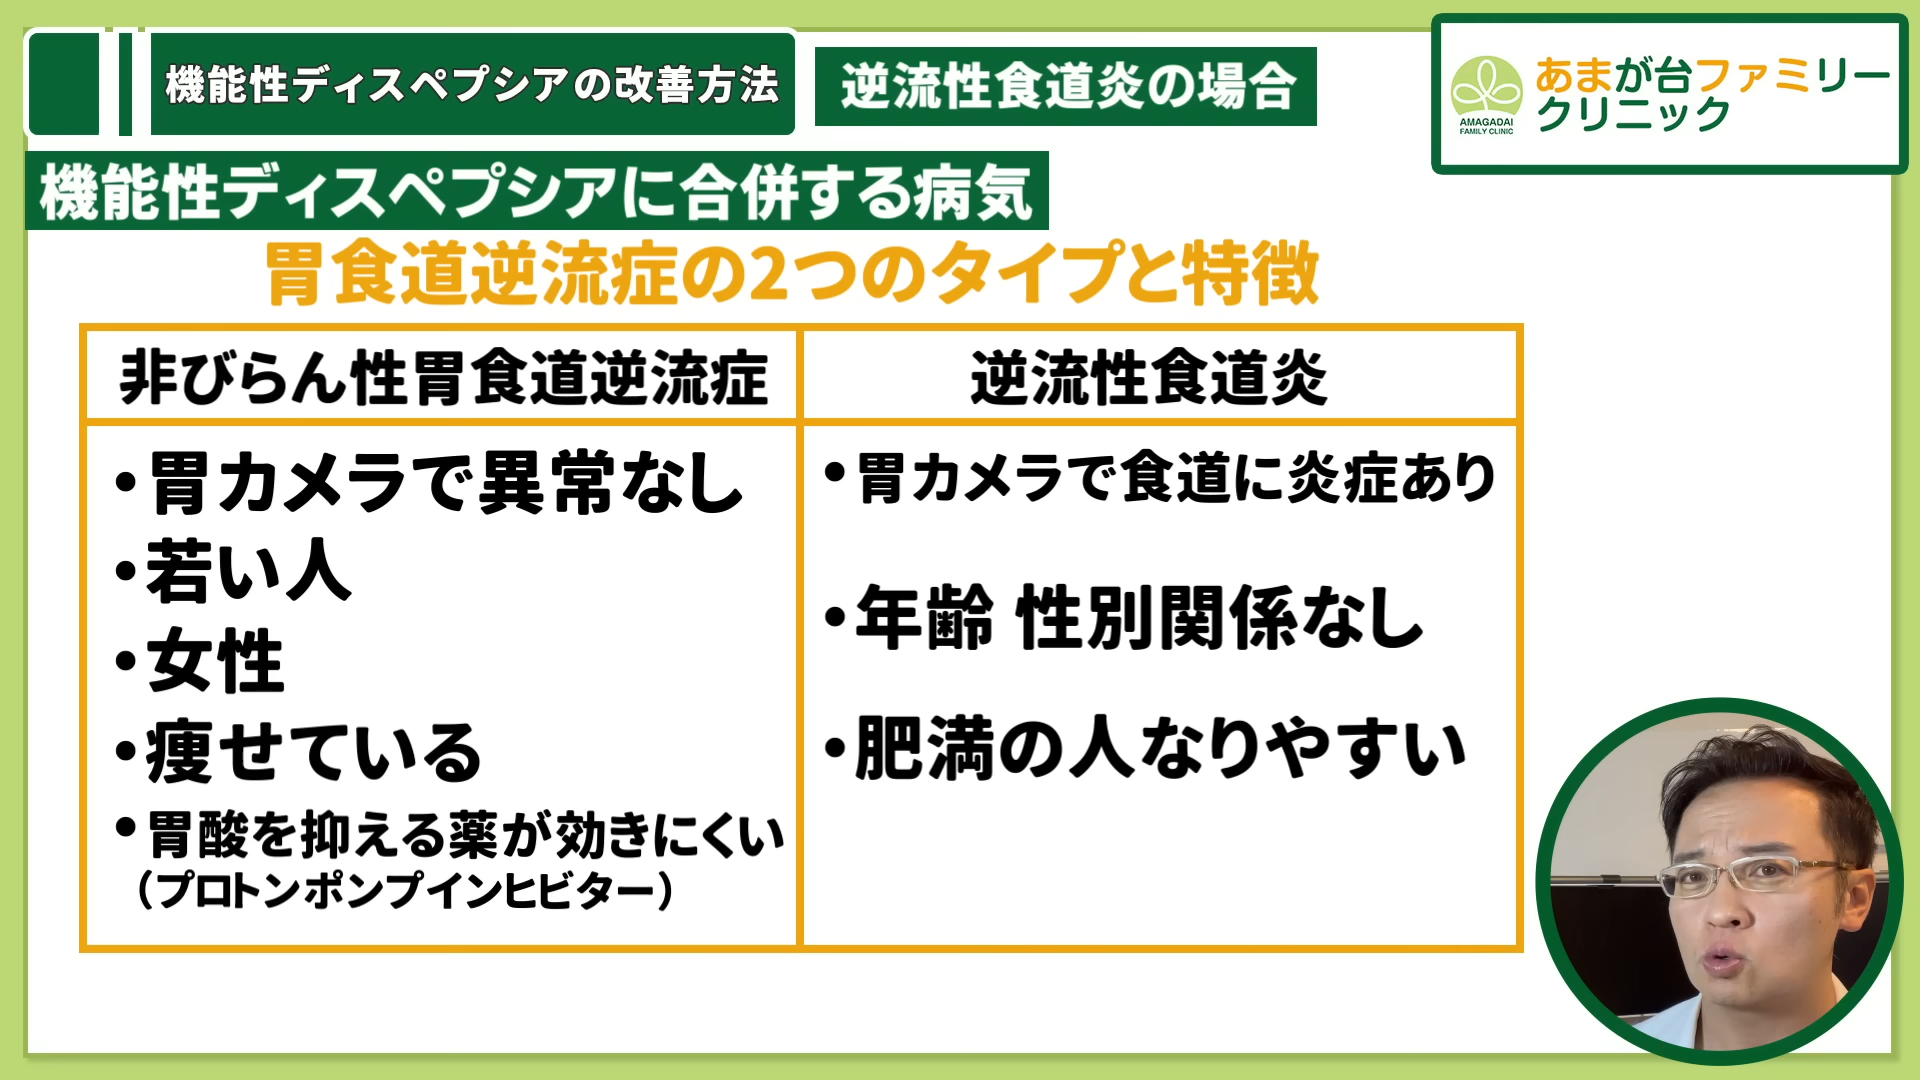 機能性ディスペプシアの改善方法
逆流性食道炎の場合
あまが台ファミリー
クリニック
AMAGADAI
FAMILY CLINIC
機能性ディスペプシアに合併する病気
胃食道逆流症の2つのタイプと特徴
非びらん性胃食道逆流症
・胃カメラで異常なし
・若い人
・女性
・痩せている
・胃酸を抑える薬が効きにくい
（プロトンポンプインヒビター）
逆流性食道炎
・胃カメラで食道に炎症あり
・年齢 性別関係なし
・肥満の人なりやすい